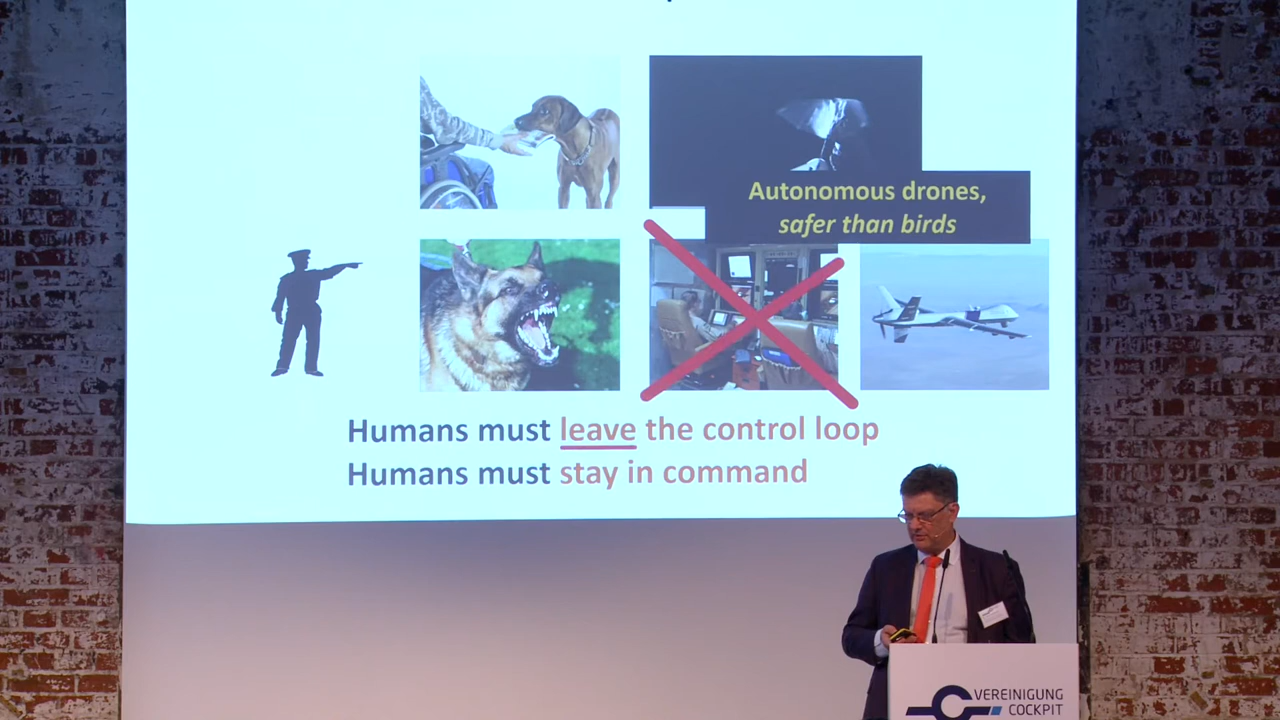 Autonomous drones,
safer than birds
Humans must leave the control loop
Humans must stay in command
VEREINIGUNG
COCKPIT